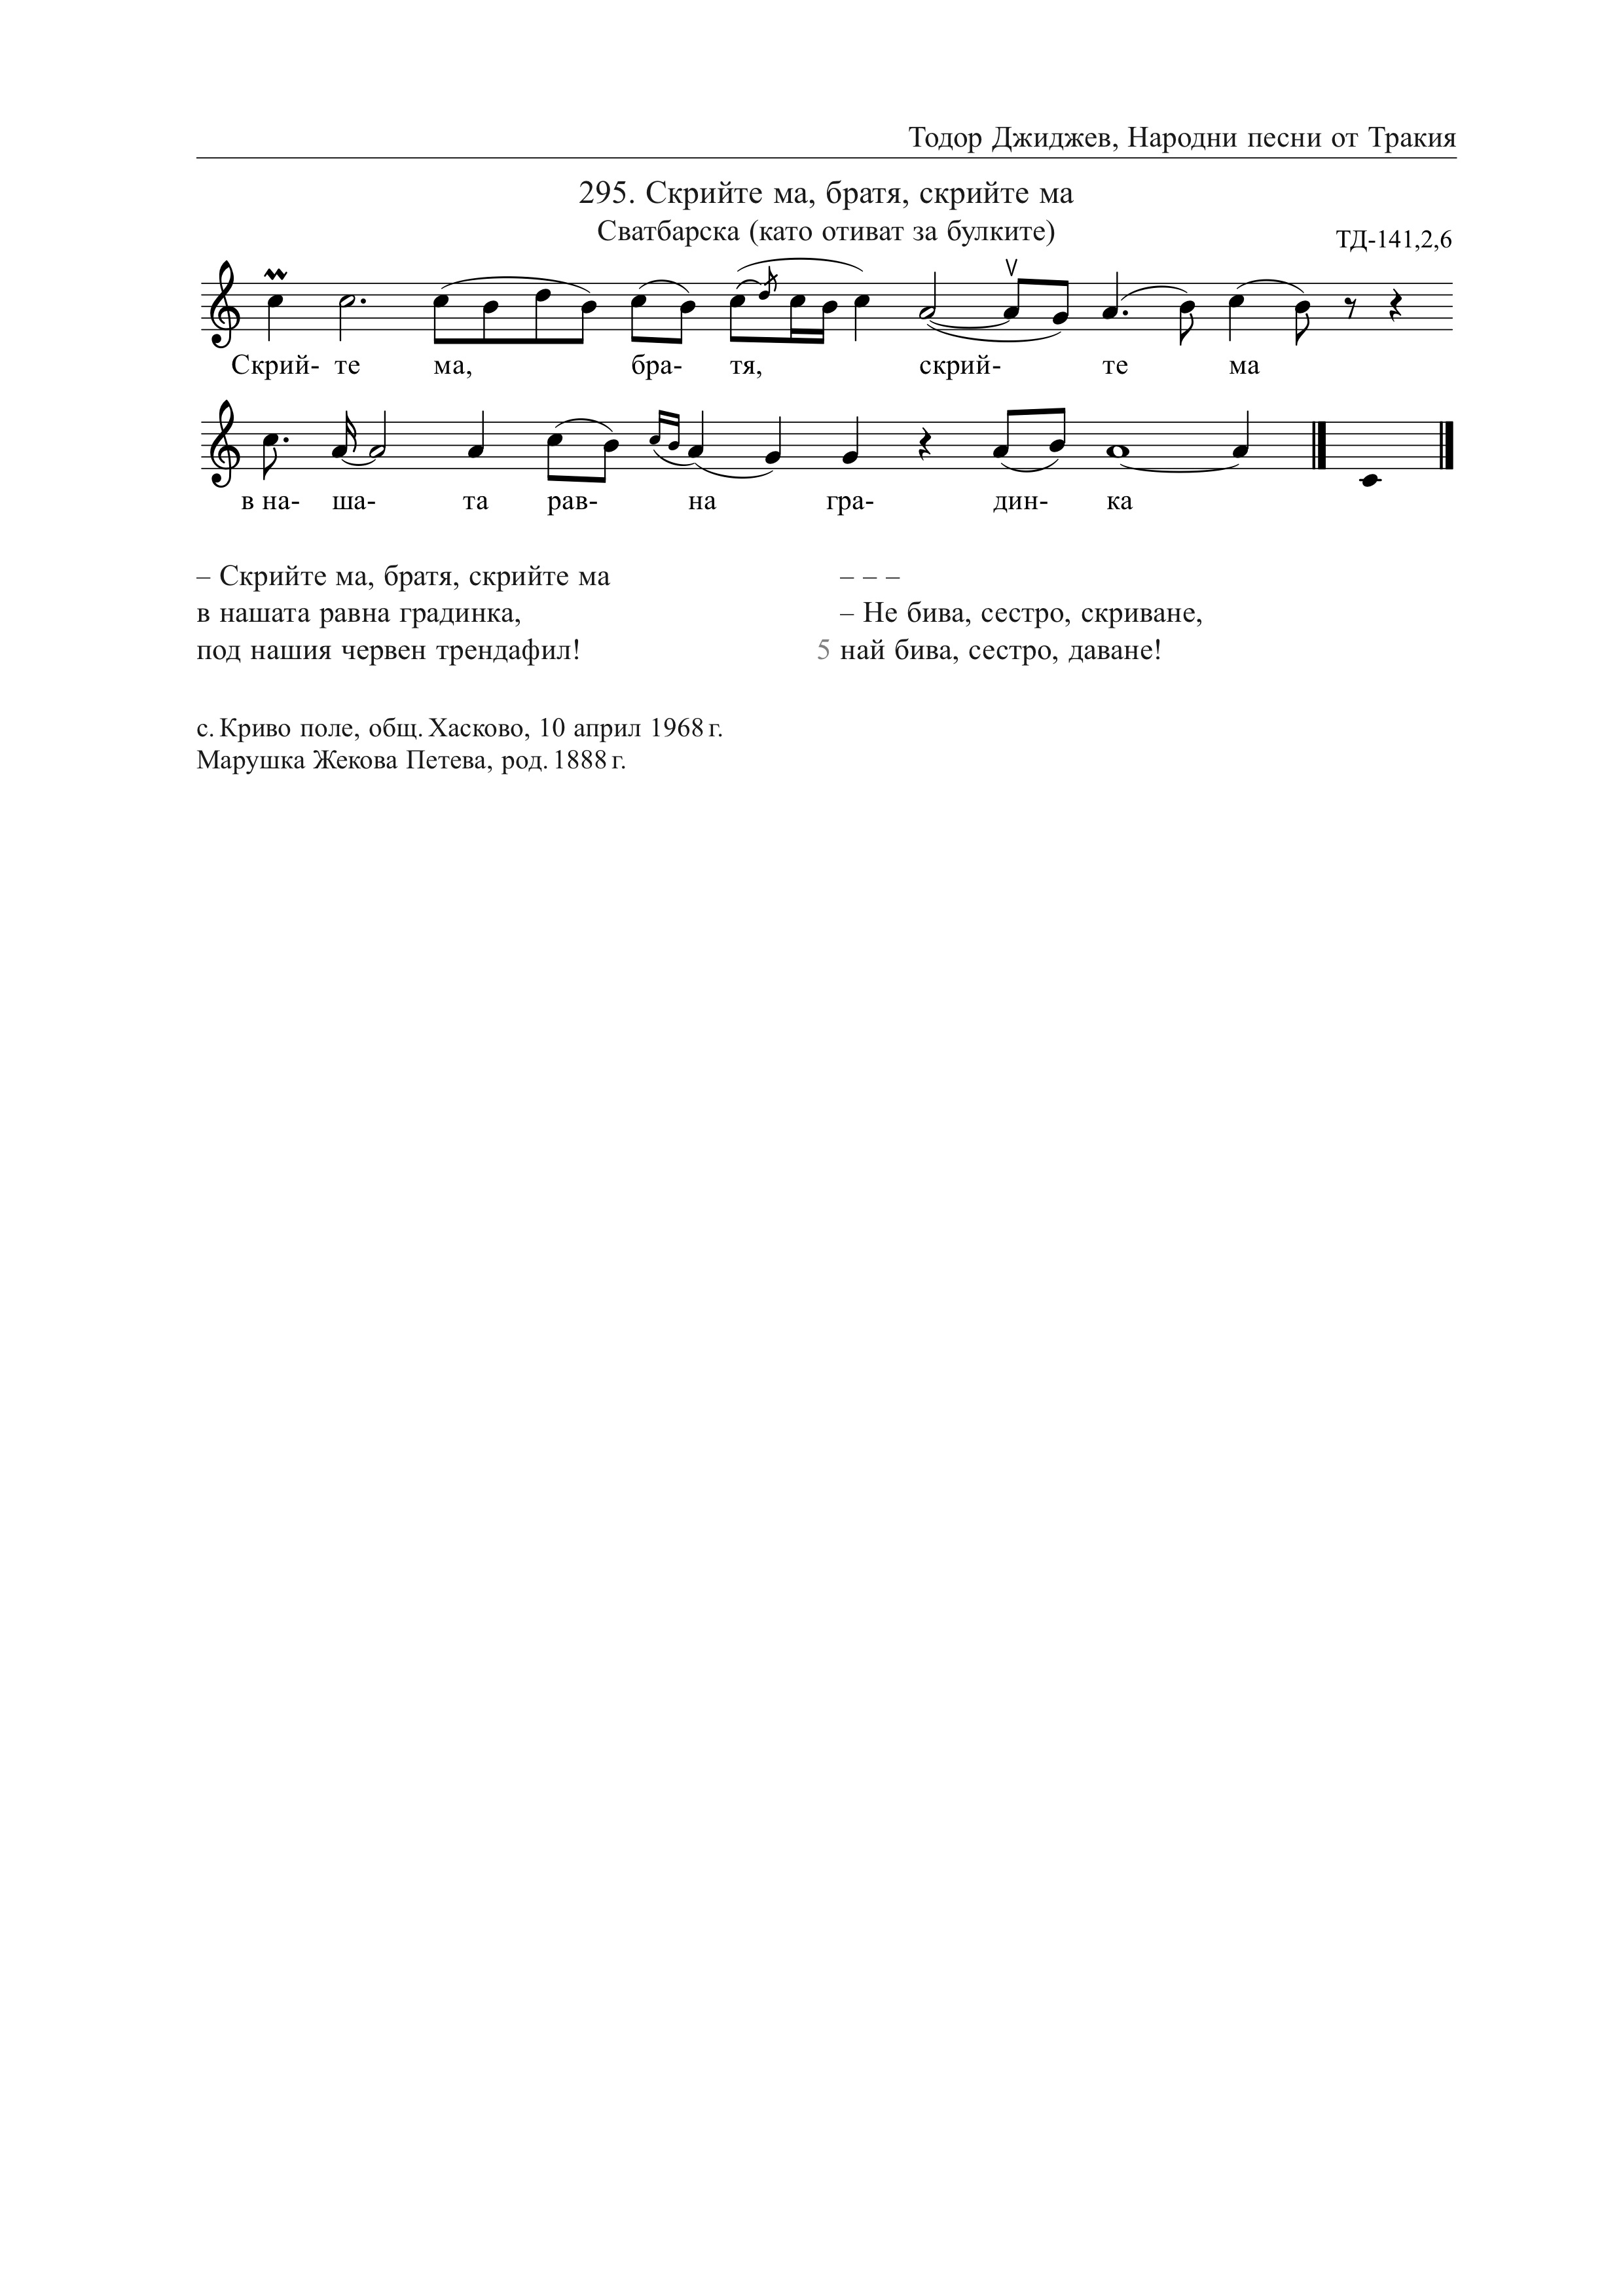 Тодор Джиджев, Народни песни от Тракия
295. Скрийте ма, братя, скрийте ма
Сватбарска (като отиват за булките)
ТД-141,2,6
Скрий- те ма, бра- тя, скрий- те ма
в на- ша- та рав- на гра- дин- ка
– Скрийте ма, братя, скрийте ма
в нашата равна градинка,
под нашия червен трендафил!
– – –
– Не бива, сестро, скриване,
5 най бива, сестро, даване!
с. Криво поле, общ. Хасково, 10 април 1968 г.
Марушка Жекова Петева, род. 1888 г.